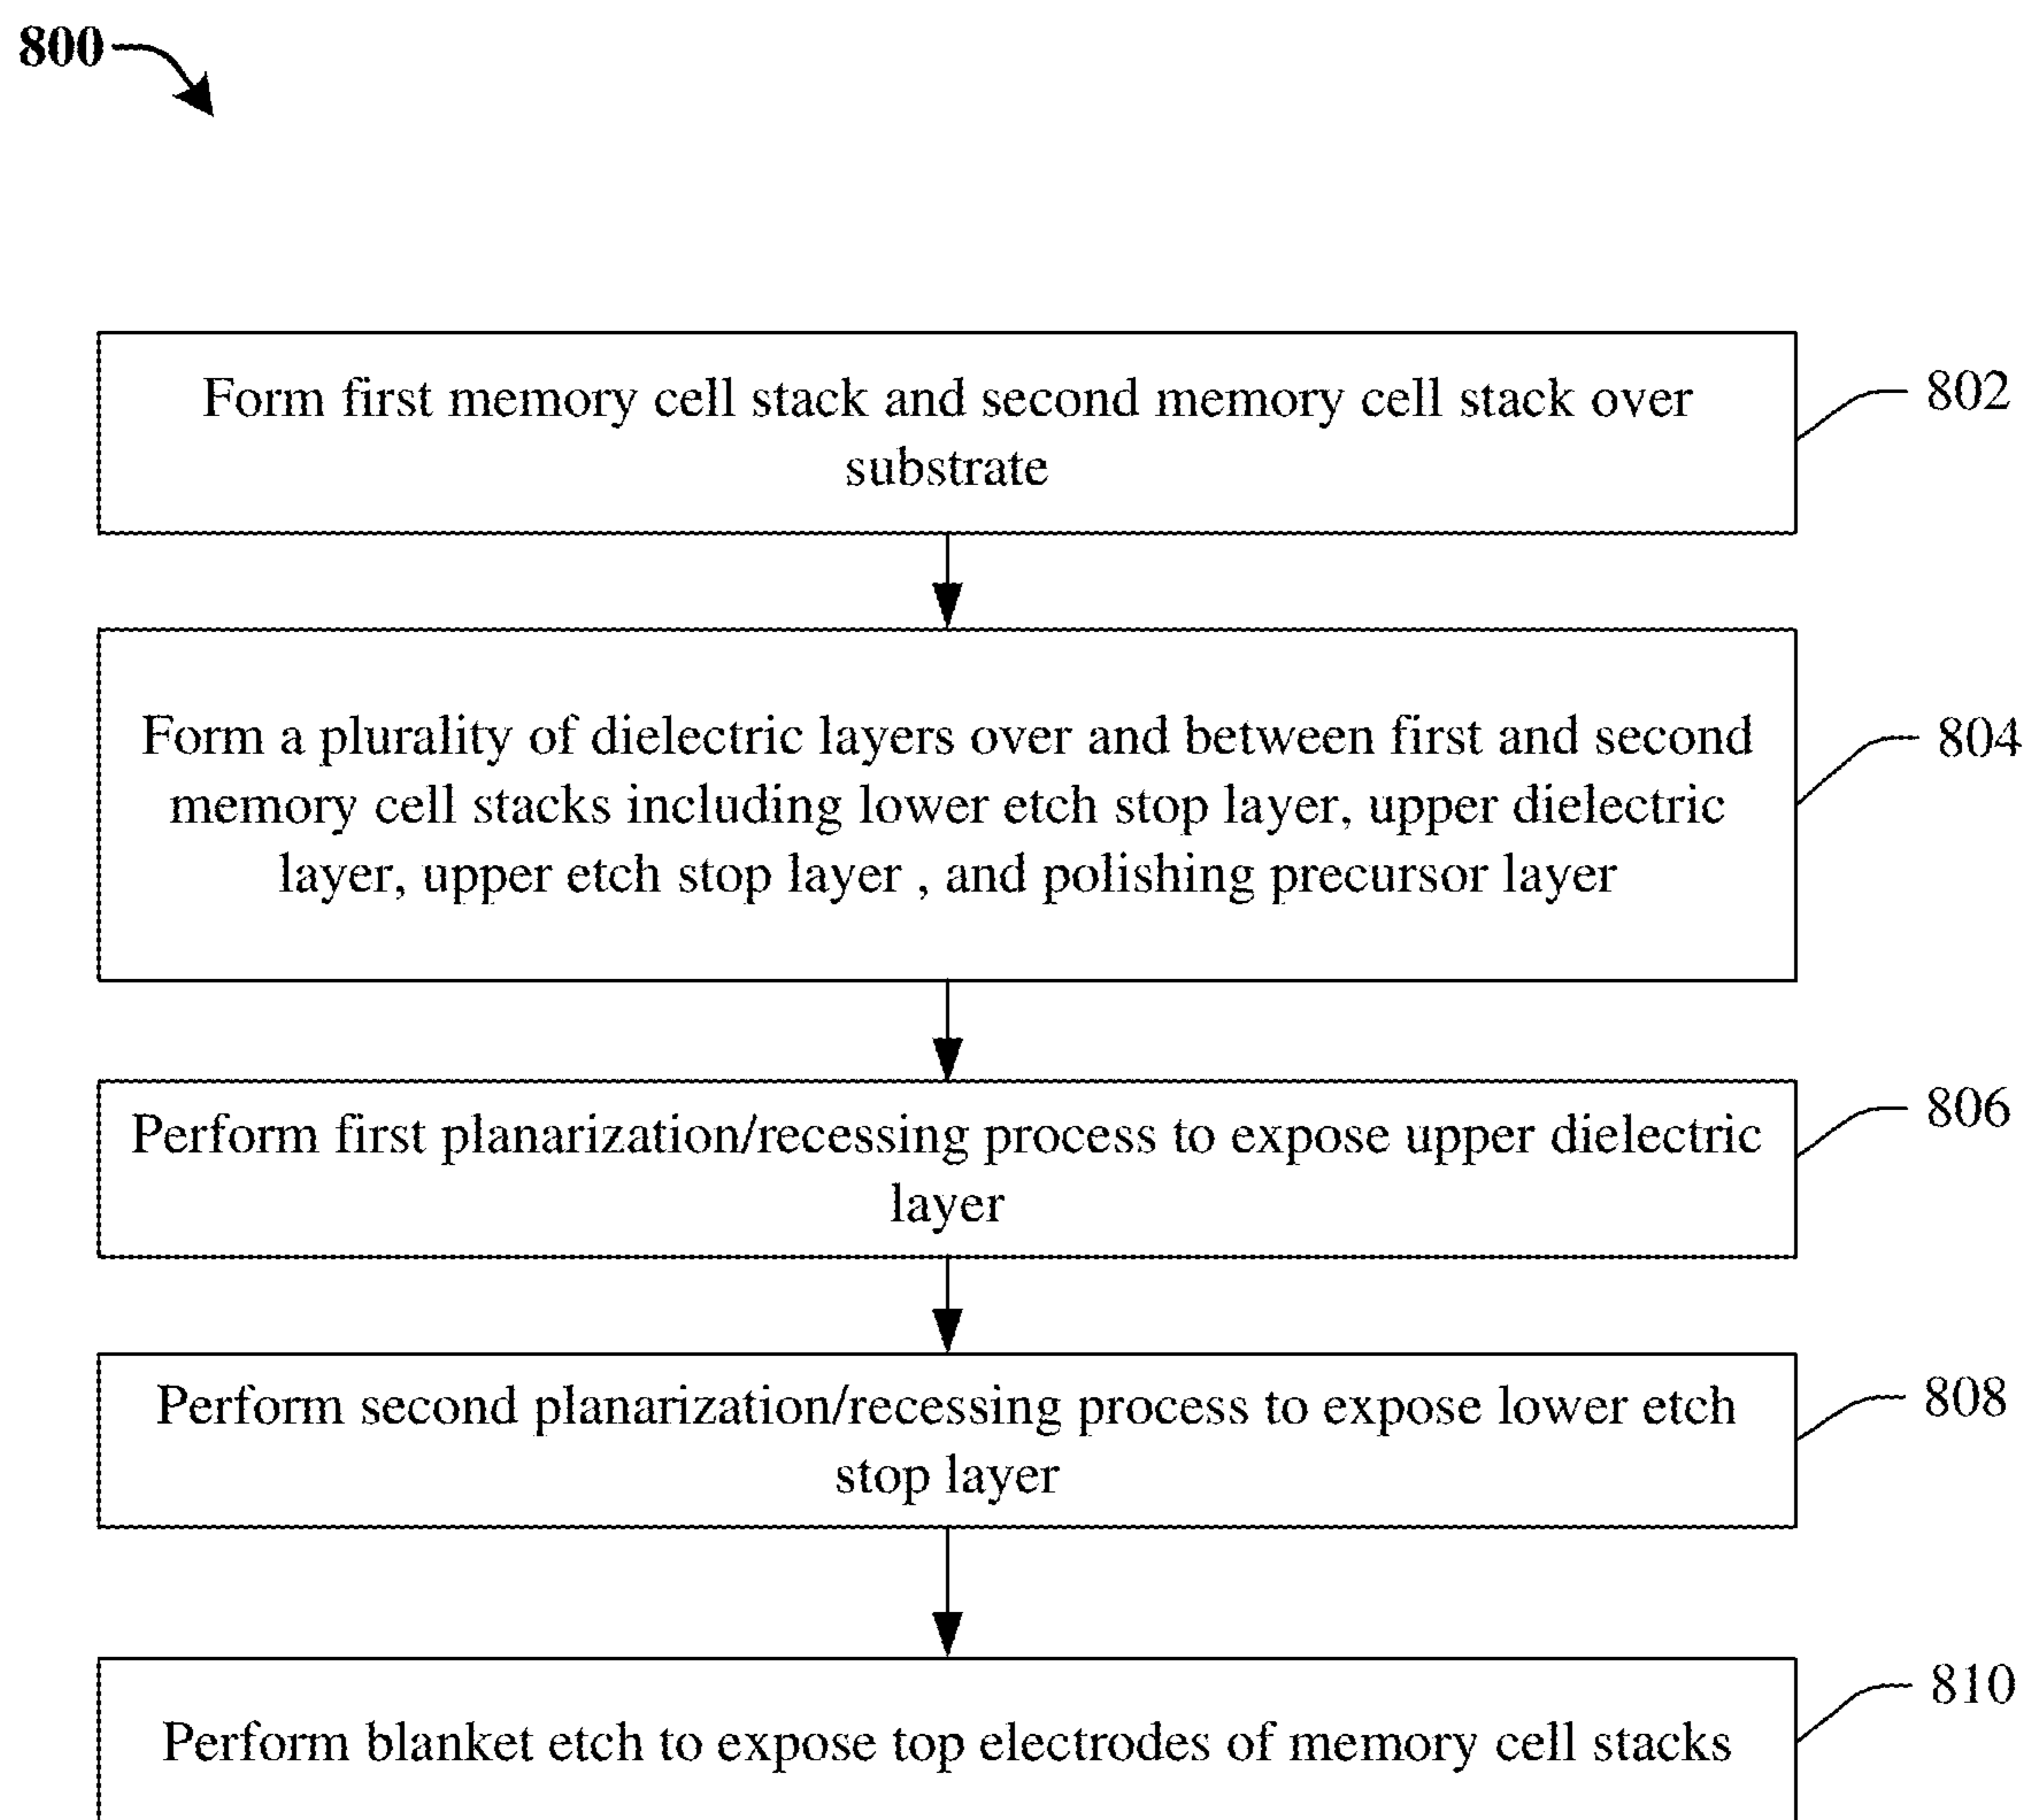 800
Form first memory cell stack and second memory cell stack over
substrate
802
Form a plurality of dielectric layers over and between first and second
memory cell stacks including lower etch stop layer, upper dielectric
layer, upper etch stop layer , and polishing precursor layer
804
Perform first planarization/recessing process to expose upper dielectric
layer
806
Perform second planarization/recessing process to expose lower etch
stop layer
808
Perform blanket etch to expose top electrodes of memory cell stacks
810